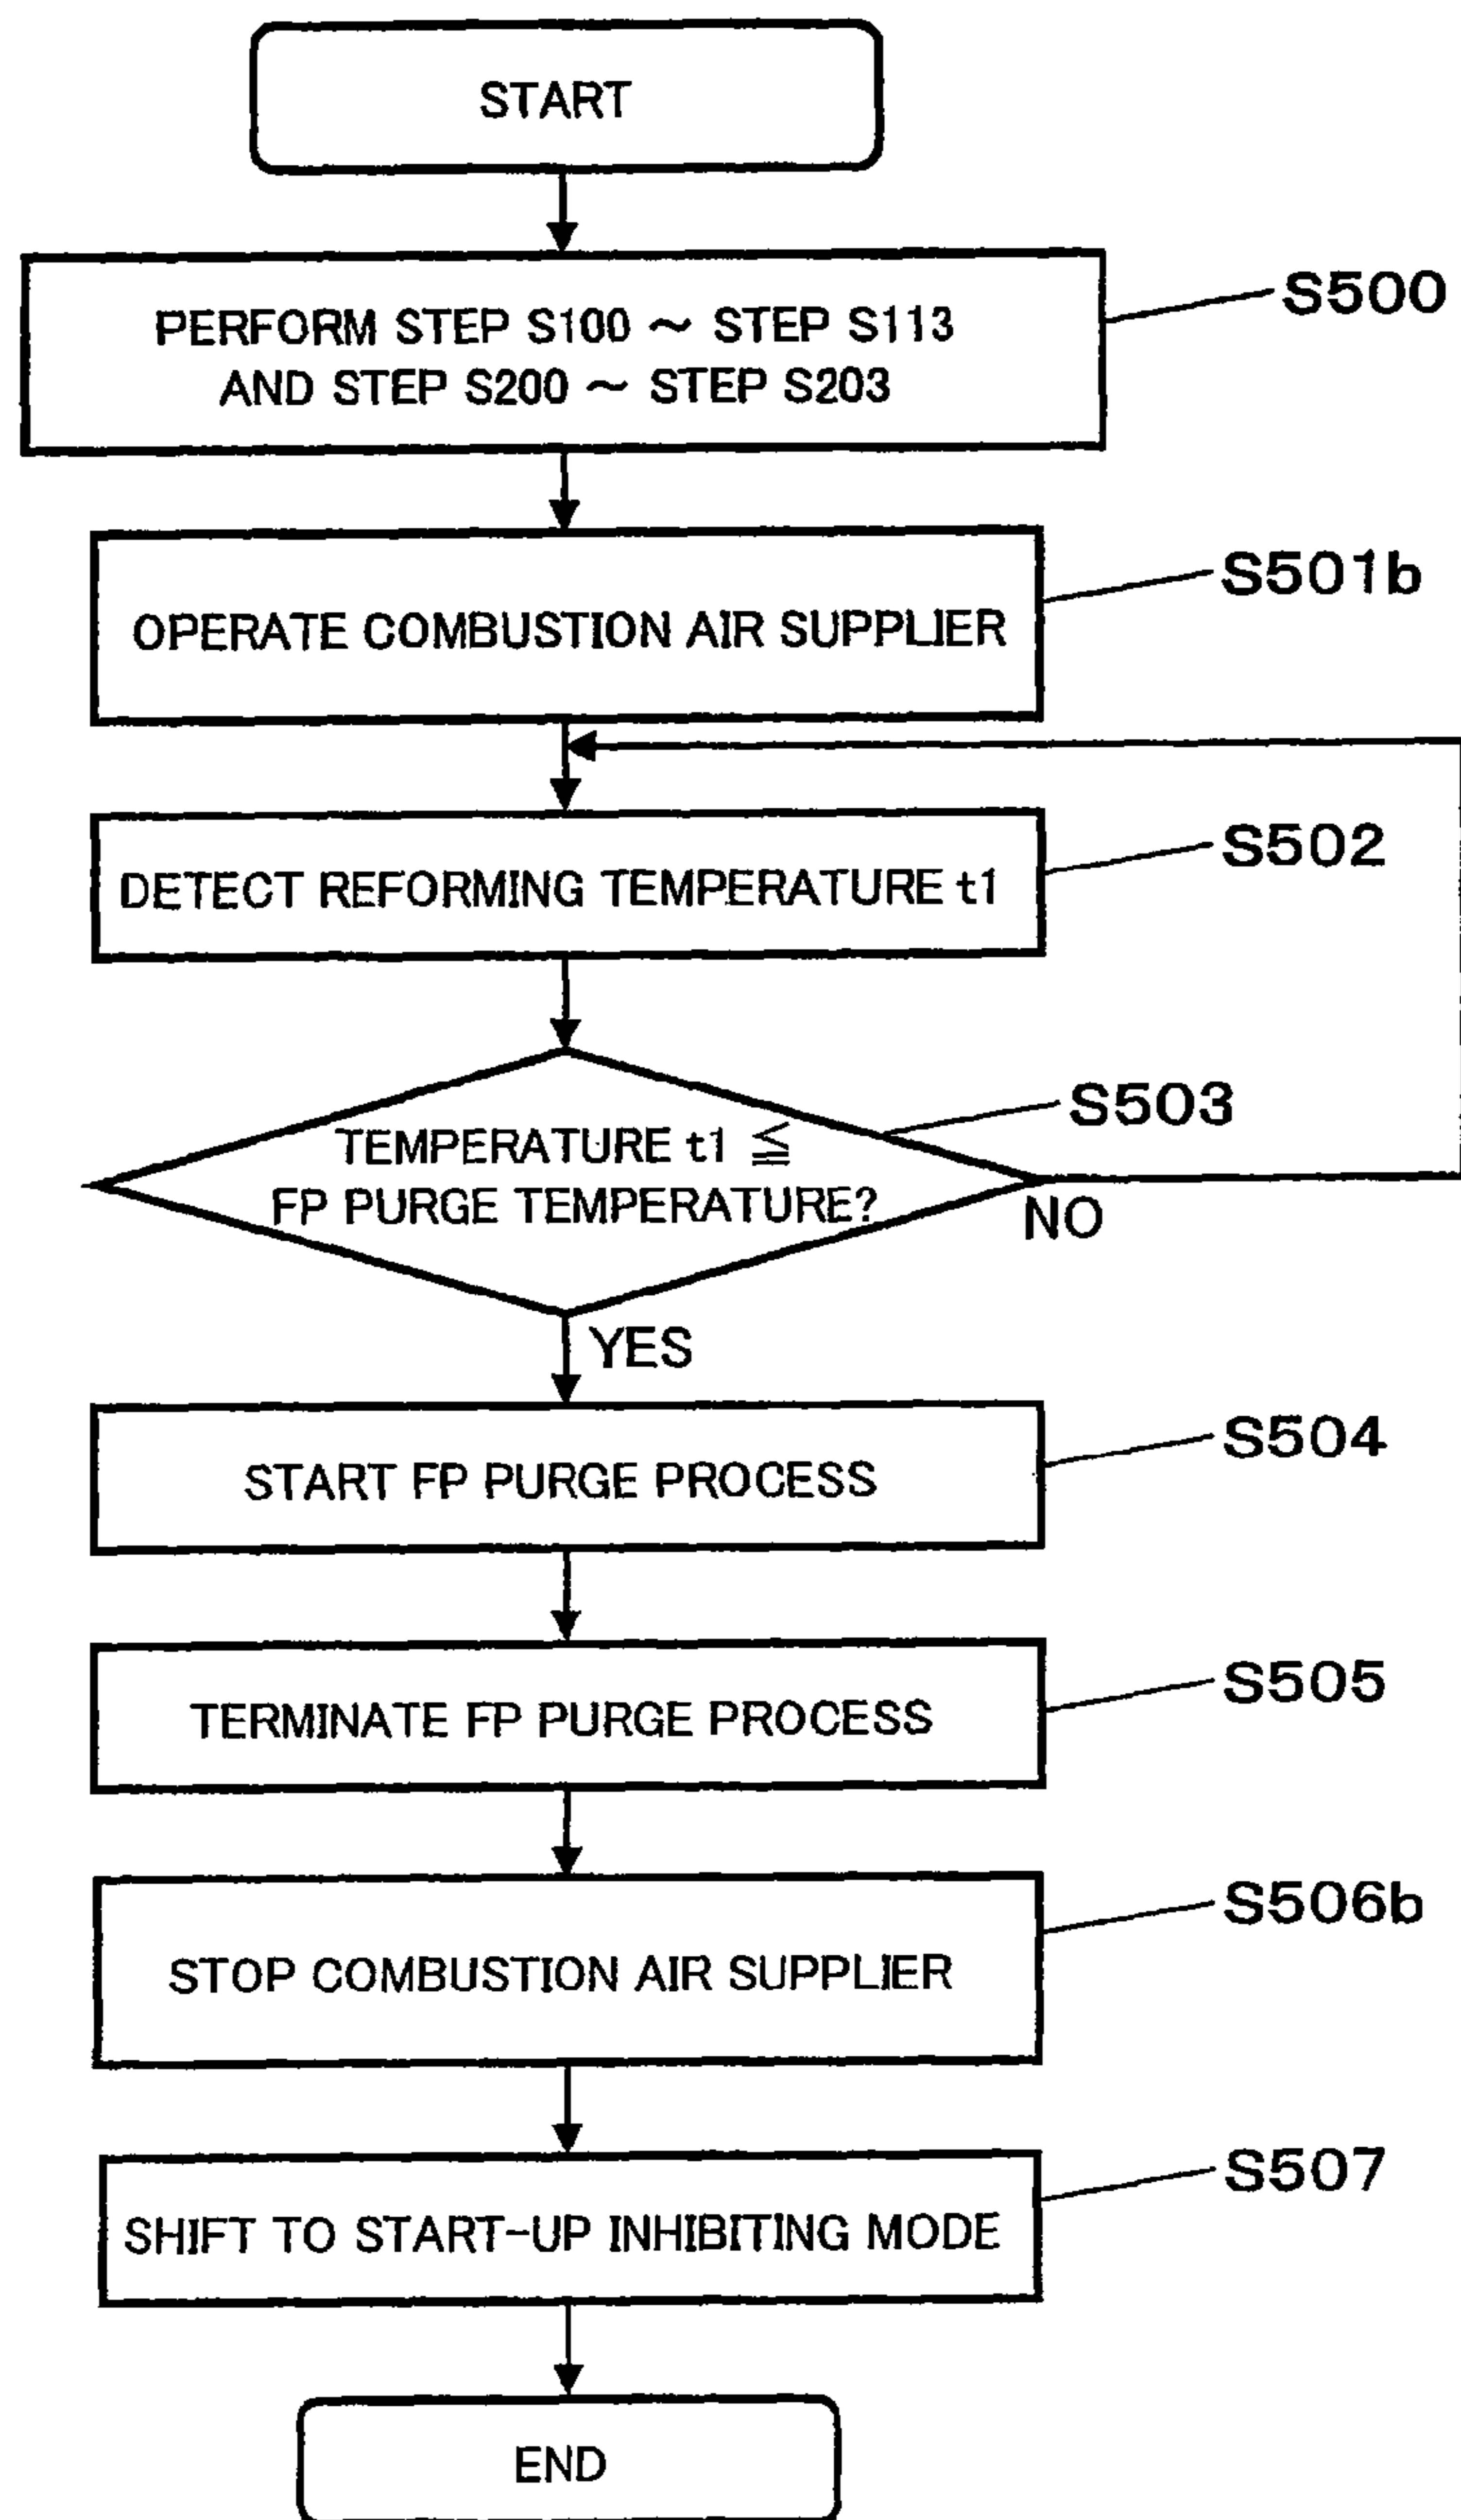 START
PERFORM STEP S100 ~ STEP S113
AND STEP S200 ~ STEP S203
S500
OPERATE COMBUSTION AIR SUPPLIER
S501b
DETECT REFORMING TEMPERATURE t1
S502
TEMPERATURE t1 ≦
FP PURGE TEMPERATURE?
S503
NO
YES
START FP PURGE PROCESS
S504
TERMINATE FP PURGE PROCESS
S505
STOP COMBUSTION AIR SUPPLIER
S506b
SHIFT TO START-UP INHIBITING MODE
S507
END